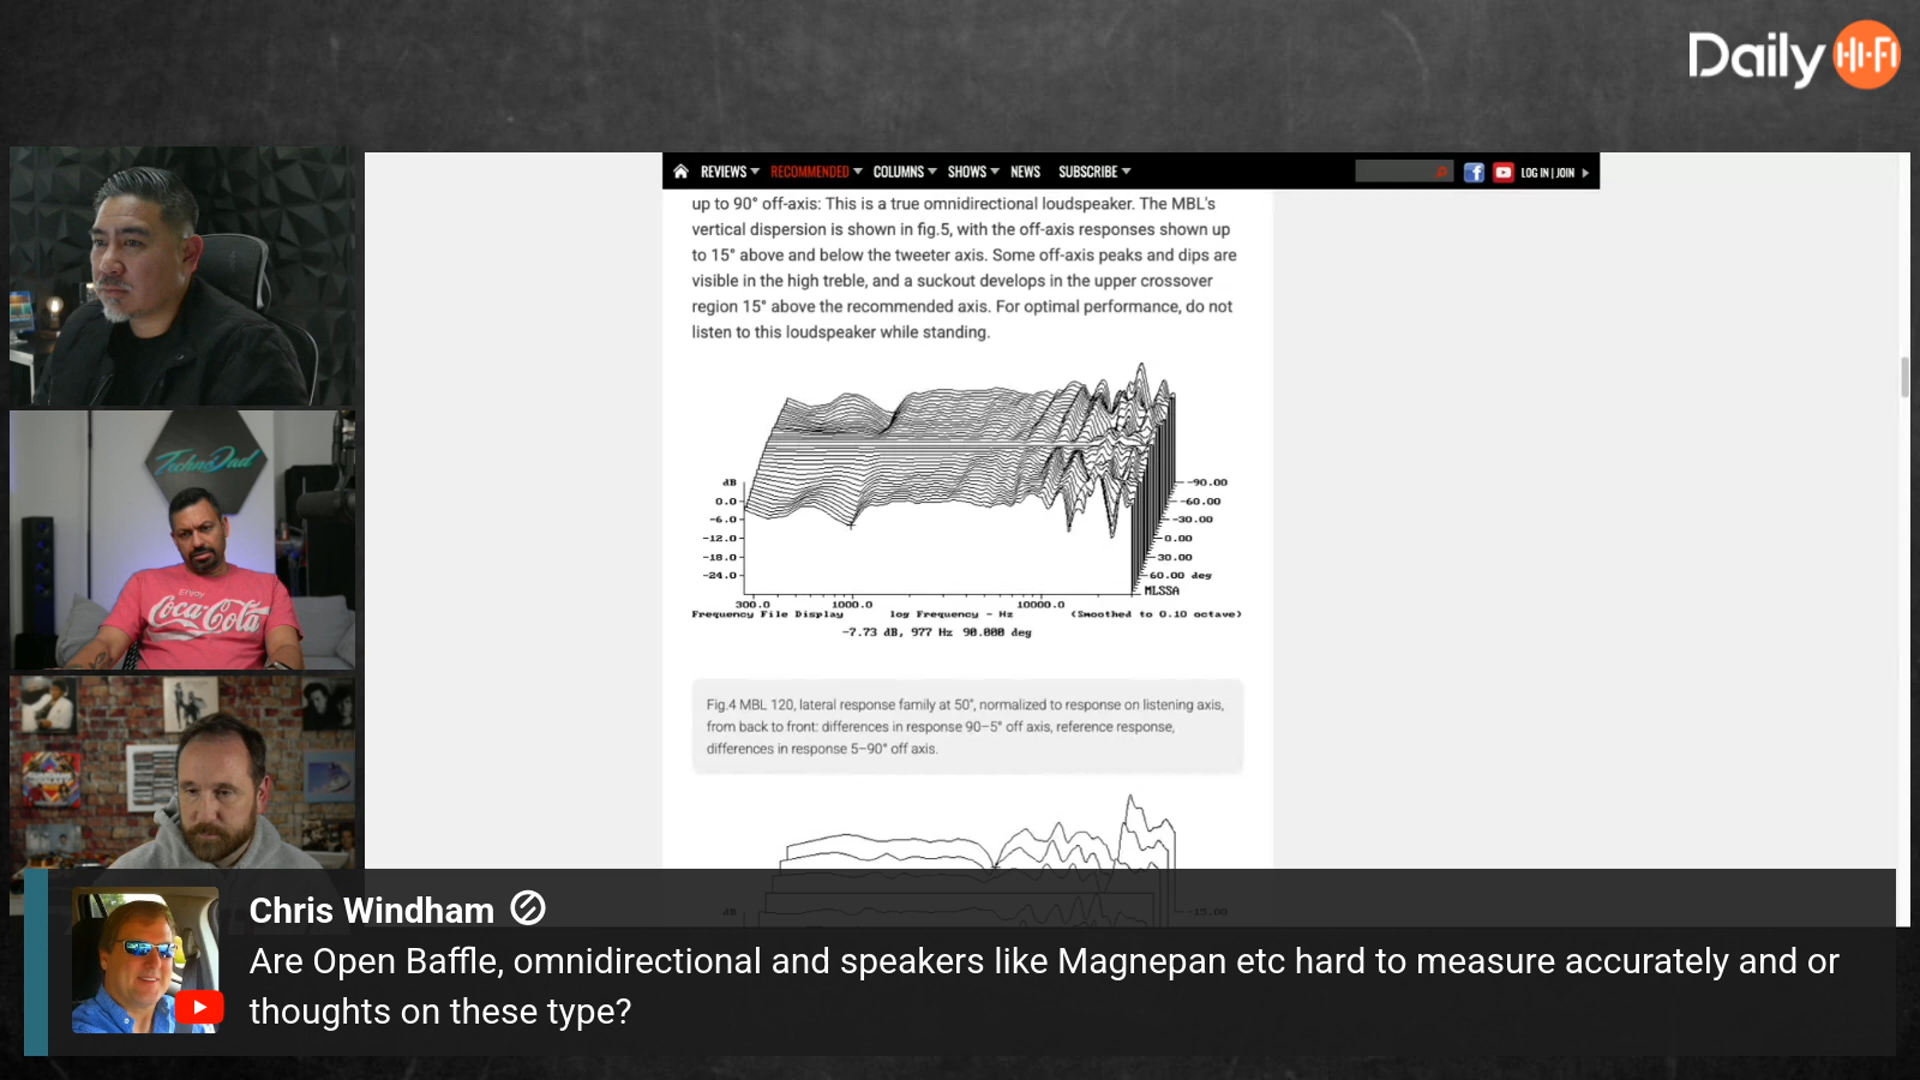 Daily HI-FI
REVIEWS RECOMMENDED COLUMNS SHOWS NEWS SUBSCRIBE LOG IN | JOIN
up to 90° off-axis: This is a true omnidirectional loudspeaker. The MBL's
vertical dispersion is shown in fig.5, with the off-axis responses shown up
to 15° above and below the tweeter axis. Some off-axis peaks and dips are
visible in the high treble, and a suckout develops in the upper crossover
region 15° above the recommended axis. For optimal performance, do not
listen to this loudspeaker while standing.
dB
0.0
-6.0
-12.0
-18.0
-24.0
-90.00
-60.00
-30.00
0.00
30.00
60.00 deg
MLSSA
300.0 1000.0 10000.0
Frequency File Display log Frequency - Hz (Smoothed to 0.10 octave)
-7.73 dB, 977 Hz 90.000 deg
Fig.4 MBL 120, lateral response family at 50", normalized to response on listening axis,
from back to front: differences in response 90–5° off axis, reference response,
differences in response 5–90° off axis.
dB
-15.00
TechnoDad
Enjoy
Coca-Cola
Chris Windham
Are Open Baffle, omnidirectional and speakers like Magnepan etc hard to measure accurately and or
thoughts on these type?